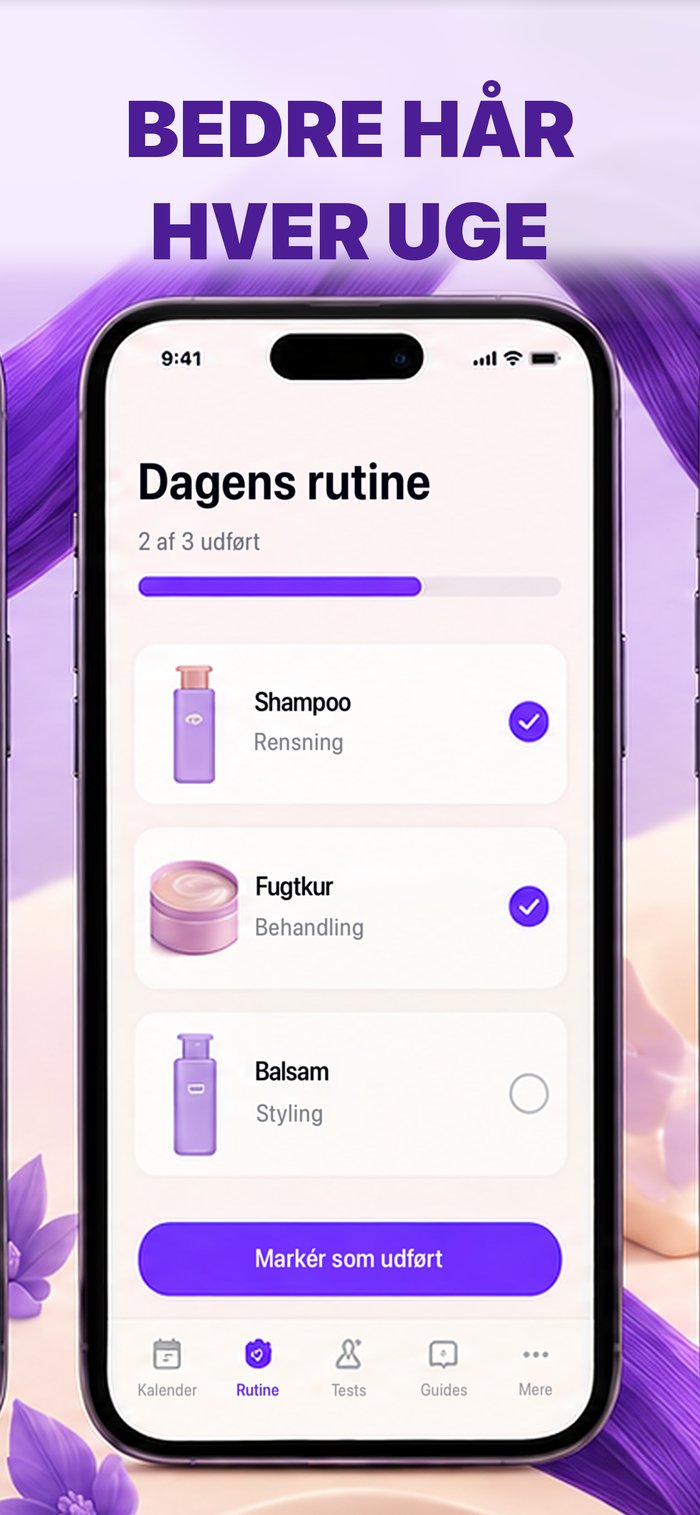 BEDRE HÅR
HVER UGE
9:41
Dagens rutine
2 af 3 udført
Shampoo
Rensning
Fugtkur
Behandling
Balsam
Styling
Markér som udført
Kalender
Rutine
Tests
Guides
Mere